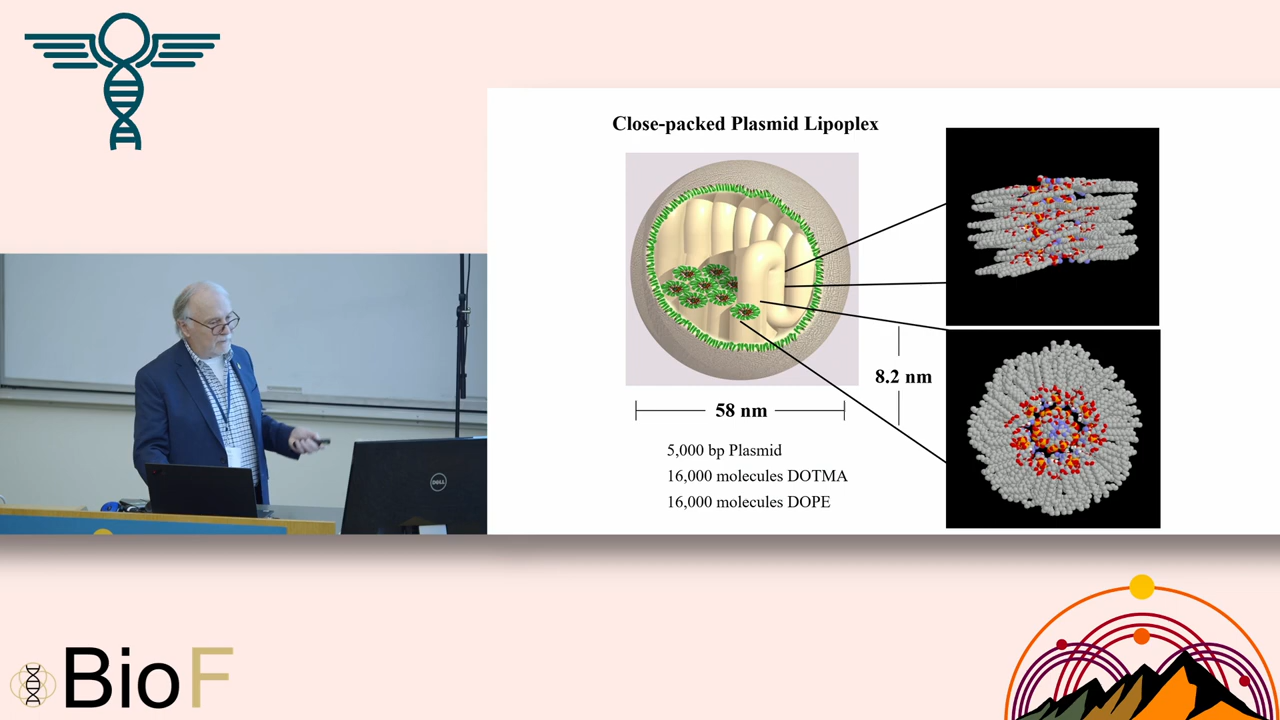 Close-packed Plasmid Lipoplex
8.2 nm
58 nm
5,000 bp Plasmid
16,000 molecules DOTMA
16,000 molecules DOPE
DELL
BioF